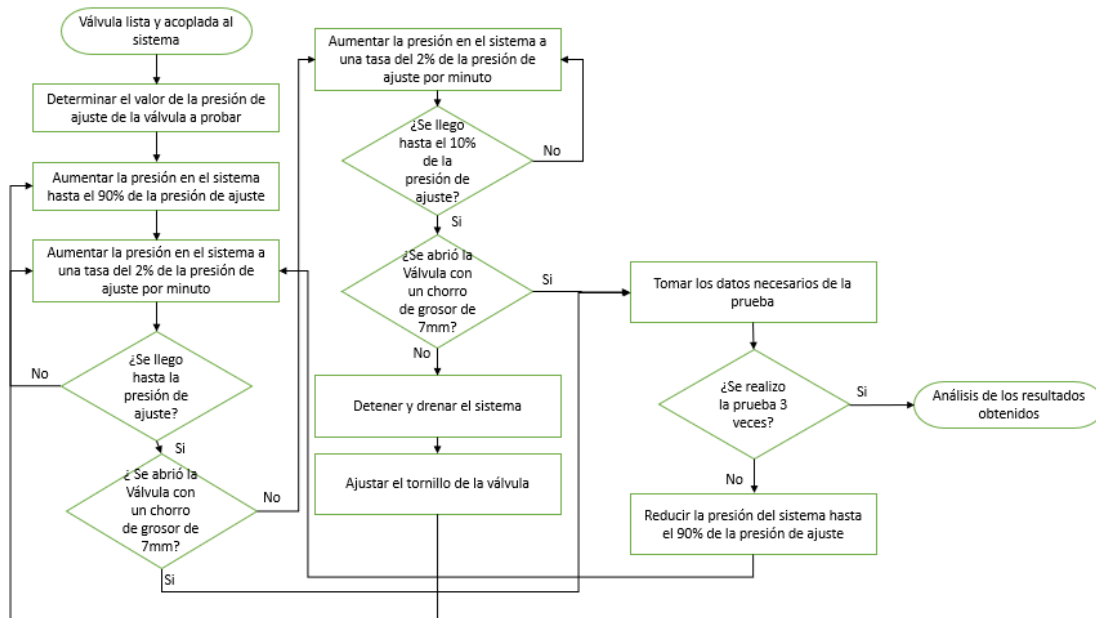 Válvula lista y acoplada al
sistema
Determinar el valor de la presión de
ajuste de la válvula a probar
Aumentar la presión en el sistema
hasta el 90% de la presión de ajuste
Aumentar la presión en el sistema a
una tasa del 2% de la presión de
ajuste por minuto
¿Se llego
hasta la
presión de
ajuste?
No
Si
¿ Se abrió la
Válvula con
un chorro
de grosor de
7mm?
No
Si
Aumentar la presión en el sistema a
una tasa del 2% de la presión de
ajuste por minuto
¿Se llego
hasta el 10%
de la
presión de
ajuste?
No
Si
¿Se abrió la
Válvula con
un chorro
de grosor de
7mm?
Si
No
Detener y drenar el sistema
Ajustar el tornillo de la válvula
Tomar los datos necesarios de la
prueba
¿Se realizo
la prueba 3
veces?
Si
No
Análisis de los resultados
obtenidos
Reducir la presión del sistema hasta
el 90% de la presión de ajuste